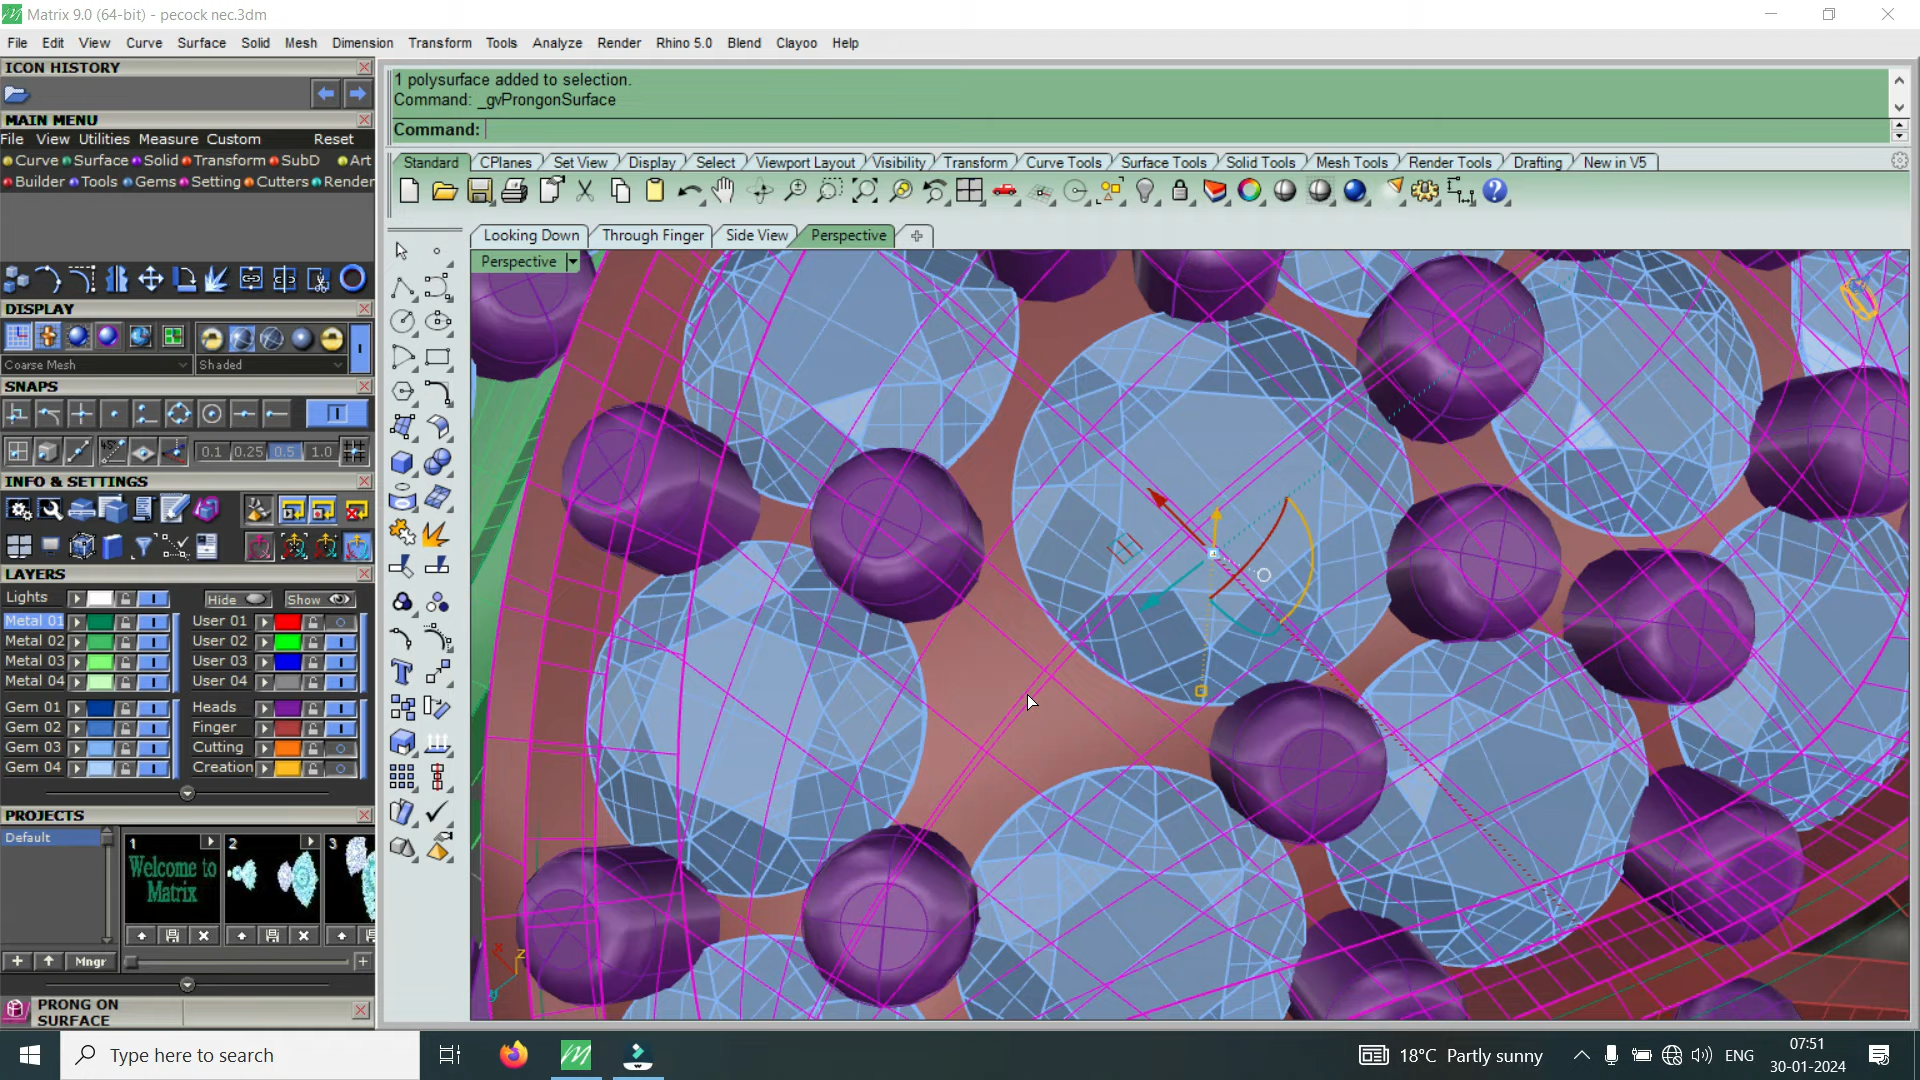 Matrix 9.0 (64-bit) - pecock nec.3dm
File Edit View Curve Surface Solid Mesh Dimension Transform Tools Analyze Render Rhino 5.0 Blend Clayoo Help
ICON HISTORY
MAIN MENU
File View Utilities Measure Custom Reset
Curve Surface Solid Transform SubD Art
Builder Tools Gems Setting Cutters Render
DISPLAY
Coarse Mesh Shaded
SNAPS
0.1 0.25 0.5 1.0
INFO & SETTINGS
LAYERS
Lights Hide Show
Metal 01 User 01
Metal 02 User 02
Metal 03 User 03
Metal 04 User 04
Gem 01 Heads
Gem 02 Finger
Gem 03 Cutting
Gem 04 Creation
PROJECTS
Default
1 2 3
Welcome to
Matrix
Mngr
PRONG ON
SURFACE
1 polysurface added to selection.
Command: _gvProngonSurface
Command:
Standard CPlanes Set View Display Select Viewport Layout Visibility Transform Curve Tools Surface Tools Solid Tools Mesh Tools Render Tools Drafting New in V5
Looking Down Through Finger Side View Perspective
Perspective
x
z
y
Type here to search
18°C Partly sunny
ENG
07:51
30-01-2024